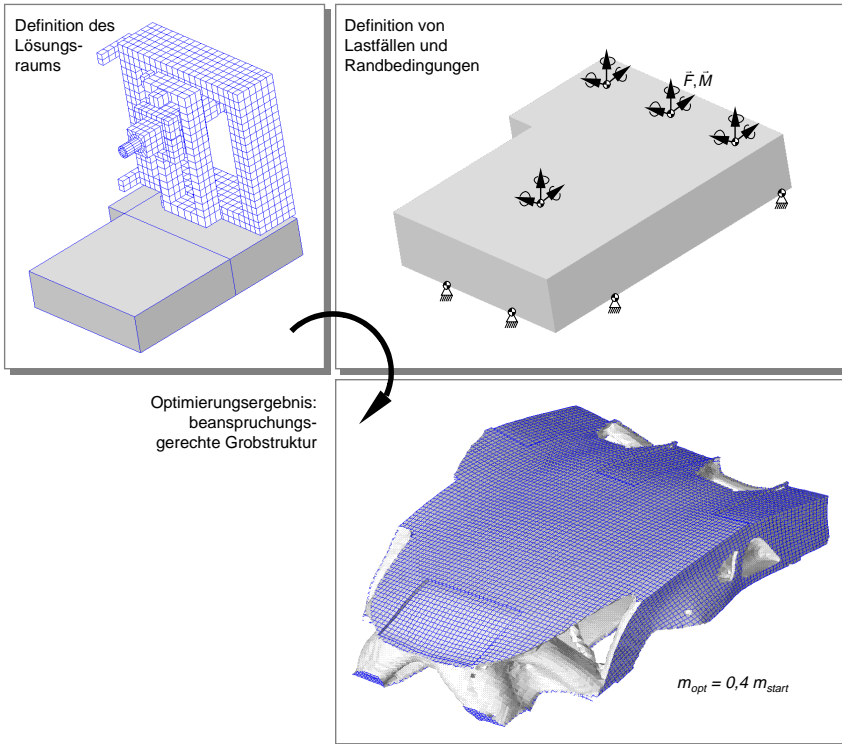 Definition des
Lösungs-
raums
Definition von
Lastfällen und
Randbedingungen
F⃗,M⃗
Optimierungsergebnis:
beanspruchungs-
gerechte Grobstruktur
m_opt = 0,4 m_start